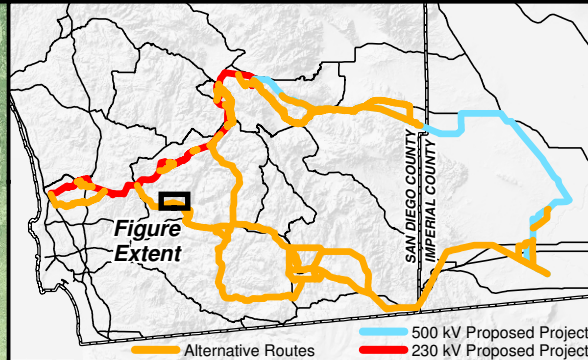 SAN DIEGO COUNTY
IMPERIAL COUNTY
Figure
Extent
500 kV Proposed Project
Alternative Routes
230 kV Proposed Project